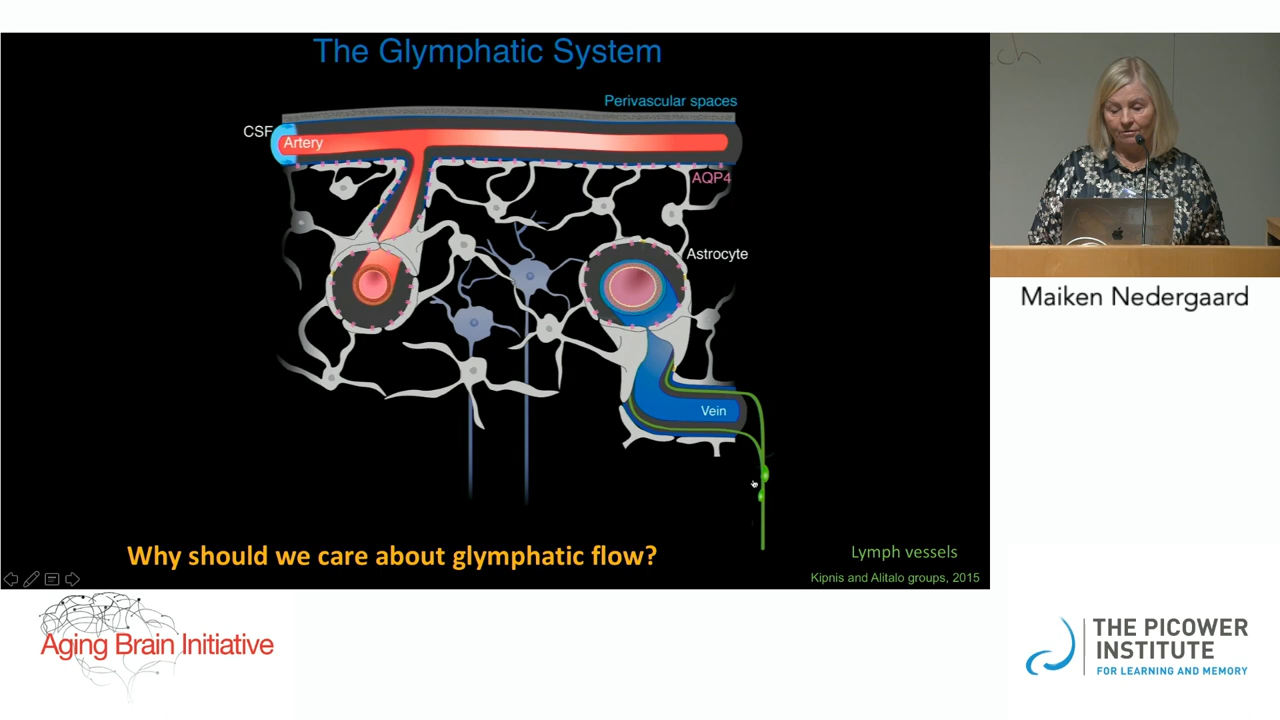 The Glymphatic System
Perivascular spaces
CSF
Artery
AQP4
Astrocyte
Vein
Why should we care about glymphatic flow?
Lymph vessels
Kipnis and Alitalo groups, 2015
Maiken Nedergaard
Aging Brain Initiative
THE PICOWER
INSTITUTE
FOR LEARNING AND MEMORY